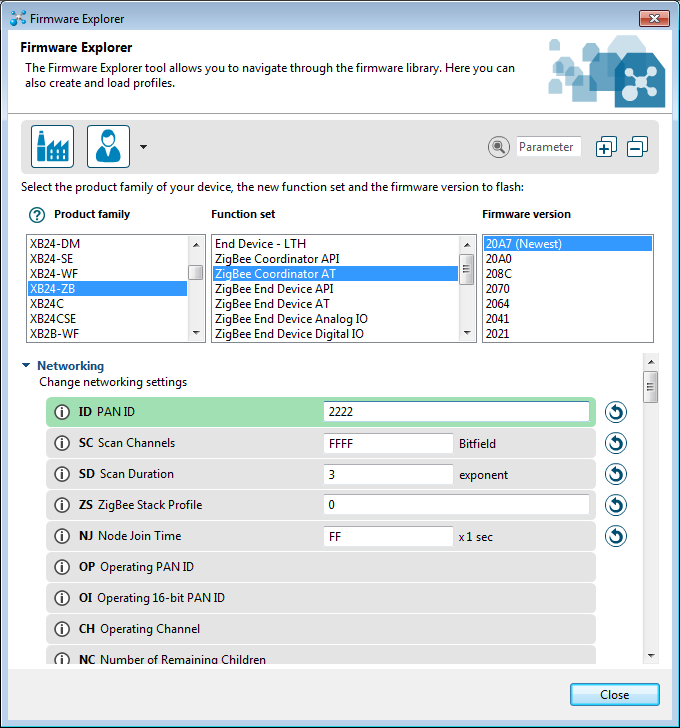 Firmware Explorer
Firmware Explorer
The Firmware Explorer tool allows you to navigate through the firmware library. Here you can
also create and load profiles.
Parameter
Select the product family of your device, the new function set and the firmware version to flash:
Product family
Function set
Firmware version
XB24-DM
XB24-SE
XB24-WF
XB24-ZB
XB24C
XB24CSE
XB2B-WF
End Device - LTH
ZigBee Coordinator API
ZigBee Coordinator AT
ZigBee End Device API
ZigBee End Device AT
ZigBee End Device Analog IO
ZigBee End Device Digital IO
20A7 (Newest)
20A0
208C
2070
2064
2041
2021
Networking
Change networking settings
ID PAN ID 2222
SC Scan Channels FFFF Bitfield
SD Scan Duration 3 exponent
ZS ZigBee Stack Profile 0
NJ Node Join Time FF x 1 sec
OP Operating PAN ID
OI Operating 16-bit PAN ID
CH Operating Channel
NC Number of Remaining Children
Close